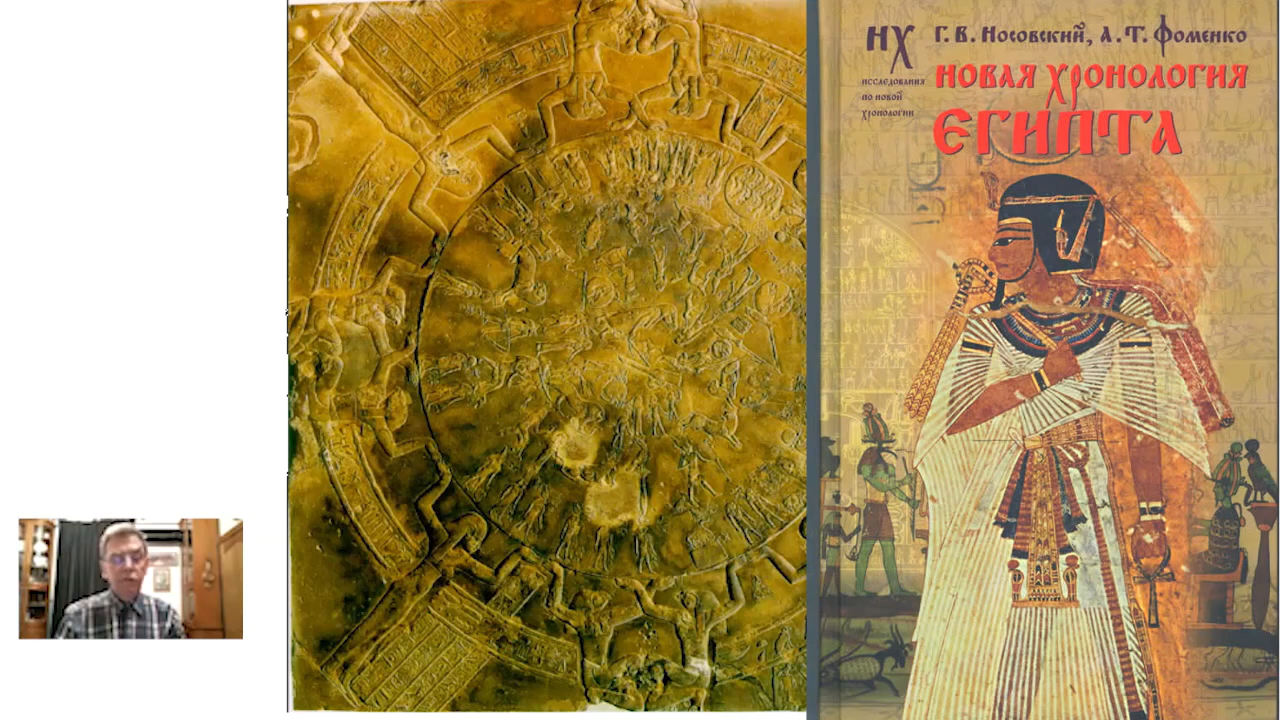 НХ
исследования
по новой
хронологии
Г. В. Носовский, А. Т. Фоменко
новая хронология
Египта